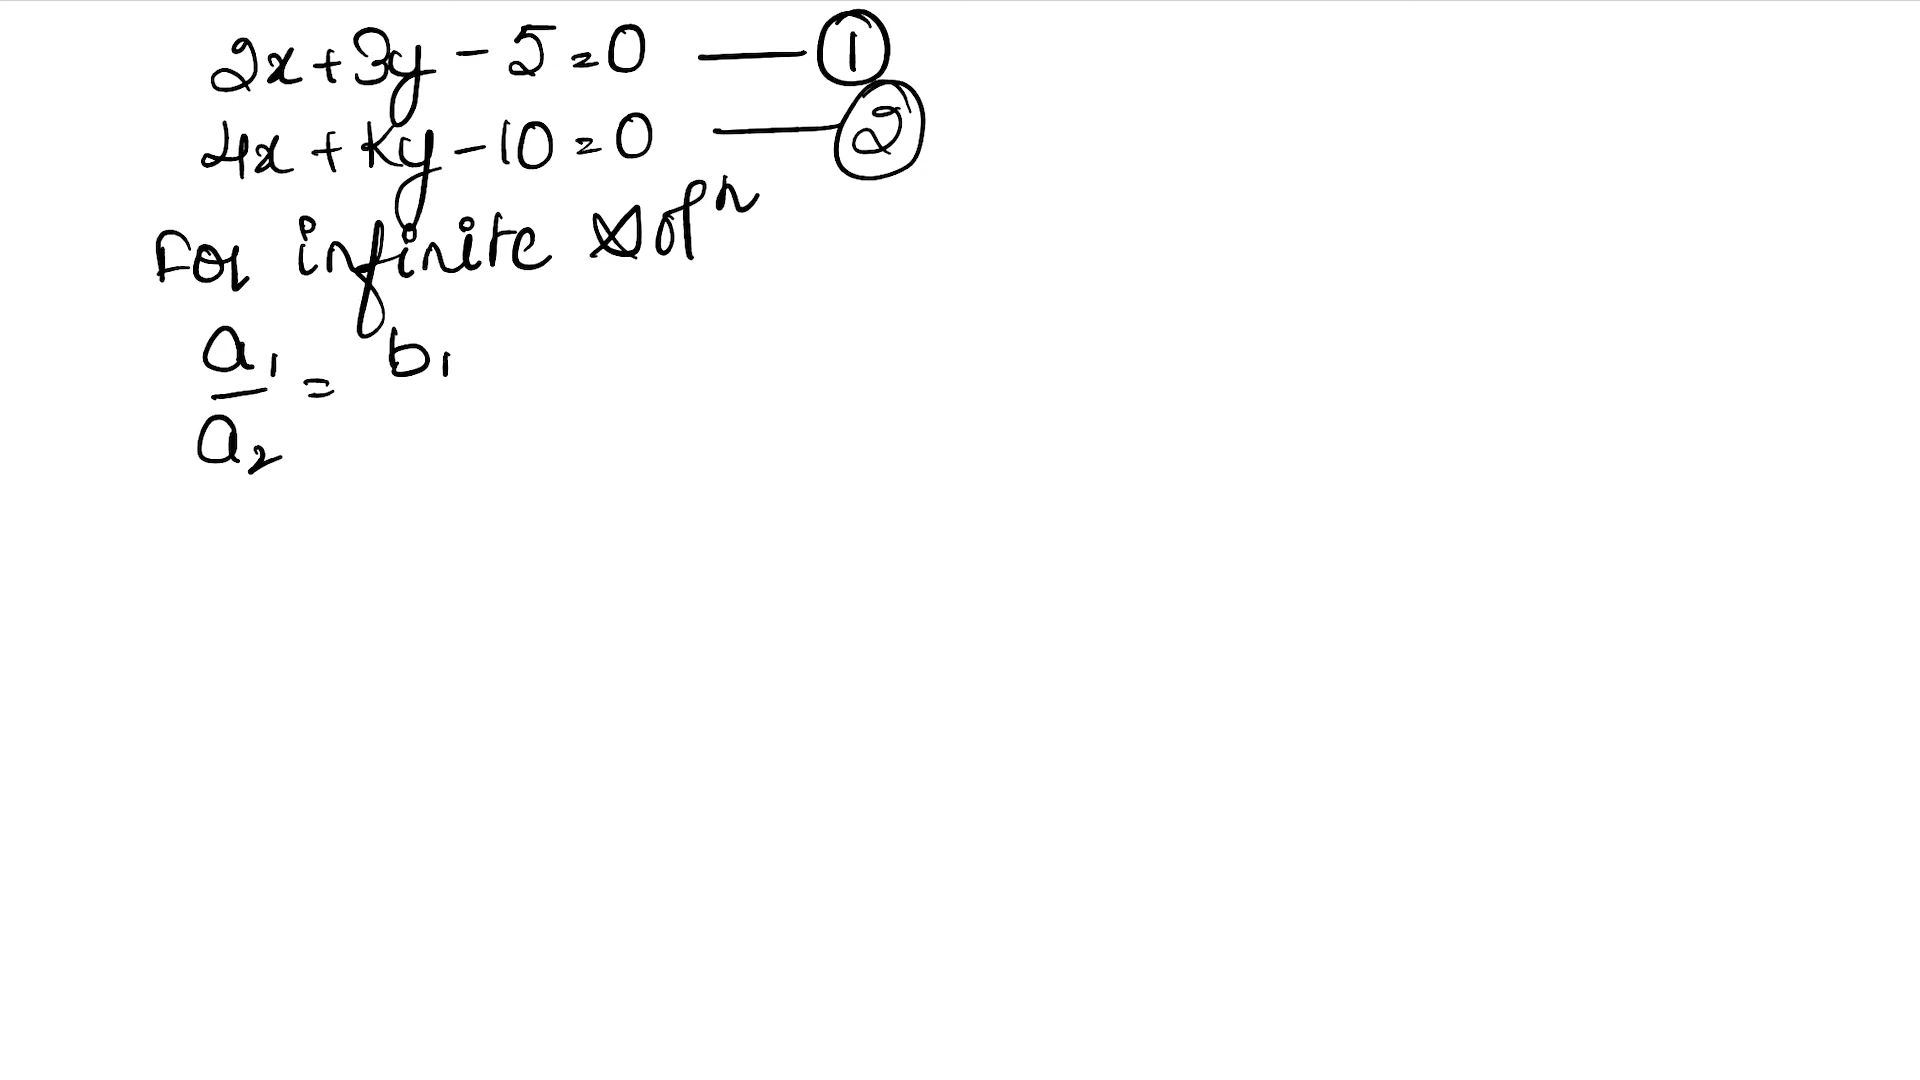 2x + 3y - 5 = 0 —— ①
4x + ky - 10 = 0 —— ②
For infinite solⁿ
a₁/a₂ = b₁